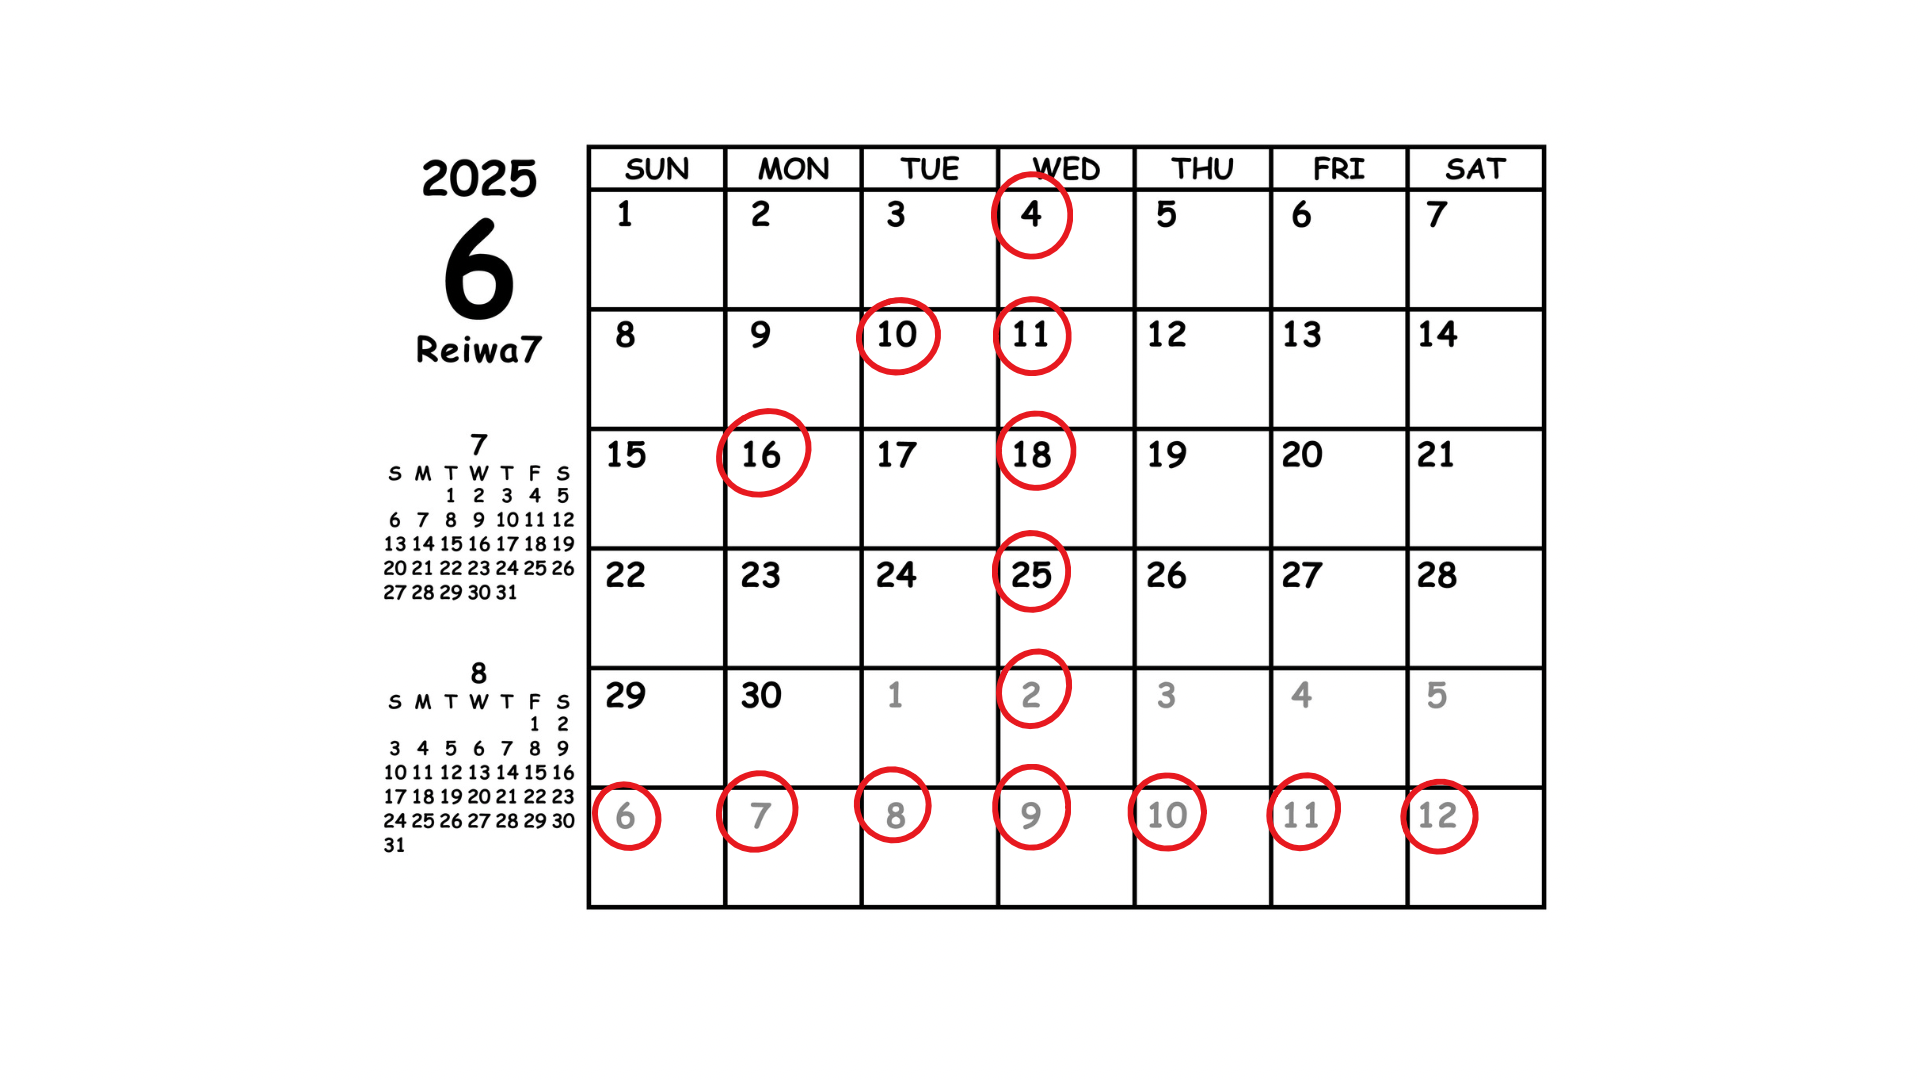 2025
6
Reiwa7
7
S M T W T F S
1 2 3 4 5
6 7 8 9 10 11 12
13 14 15 16 17 18 19
20 21 22 23 24 25 26
27 28 29 30 31
8
S M T W T F S
1 2
3 4 5 6 7 8 9
10 11 12 13 14 15 16
17 18 19 20 21 22 23
24 25 26 27 28 29 30
31
SUN MON TUE WED THU FRI SAT
1 2 3 4 5 6 7
8 9 10 11 12 13 14
15 16 17 18 19 20 21
22 23 24 25 26 27 28
29 30 1 2 3 4 5
6 7 8 9 10 11 12